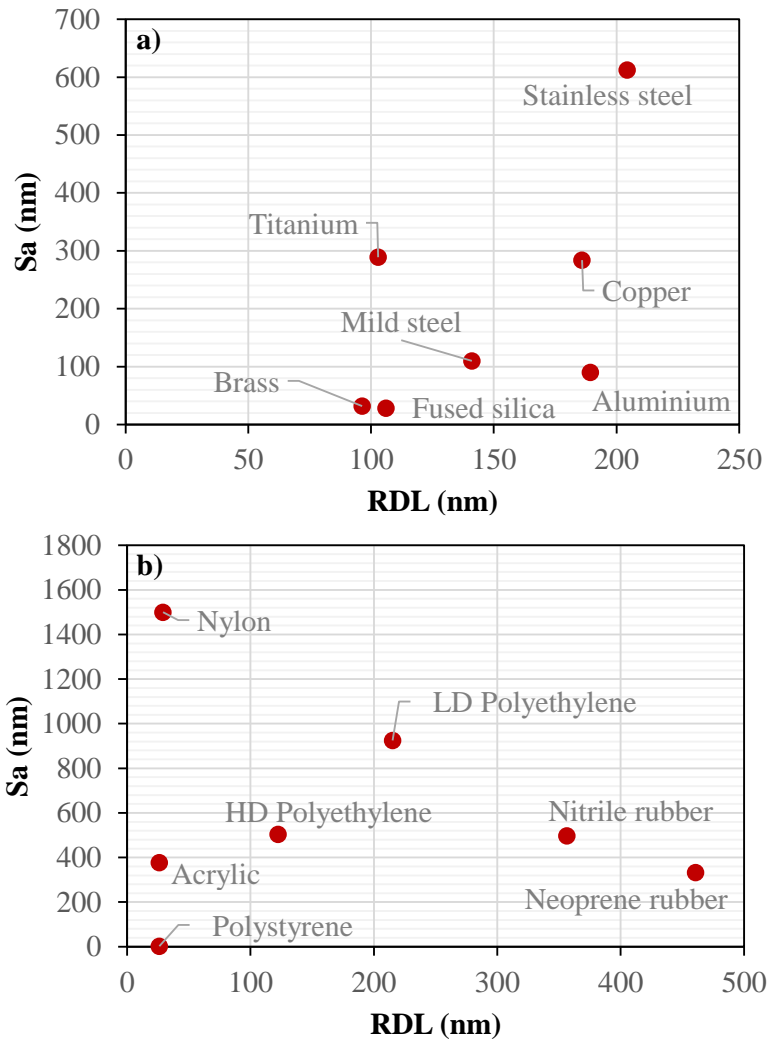 a)
700
600
500
400
300
200
100
0
Sa (nm)
Stainless steel
Titanium
Copper
Mild steel
Brass
Fused silica
Aluminium
0 50 100 150 200 250
RDL (nm)
b)
1800
1600
1400
1200
1000
800
600
400
200
0
Sa (nm)
Nylon
LD Polyethylene
HD Polyethylene
Nitrile rubber
Acrylic
Neoprene rubber
Polystyrene
0 100 200 300 400 500
RDL (nm)